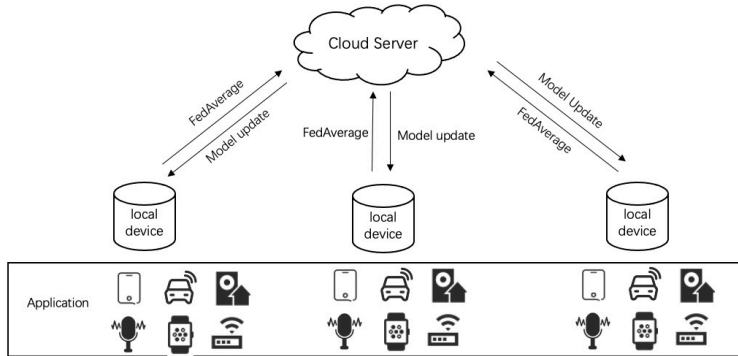 Cloud Server
FedAverage
Model update
FedAverage
Model update
Model Update
FedAverage
local
device
local
device
local
device
Application